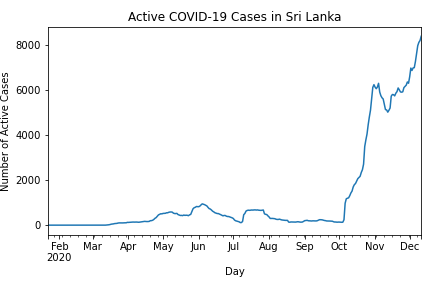 Active COVID-19 Cases in Sri Lanka
8000
6000
4000
2000
0
Number of Active Cases
Feb Mar Apr May Jun Jul Aug Sep Oct Nov Dec
2020
Day